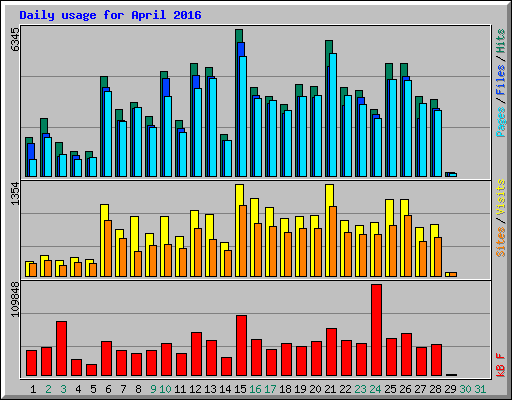 Daily usage for April 2016
6345
Pages / Files / Hits
1354
Sites / Visits
109848
kB F
1 2 3 4 5 6 7 8 9 10 11 12 13 14 15 16 17 18 19 20 21 22 23 24 25 26 27 28 29 30 31